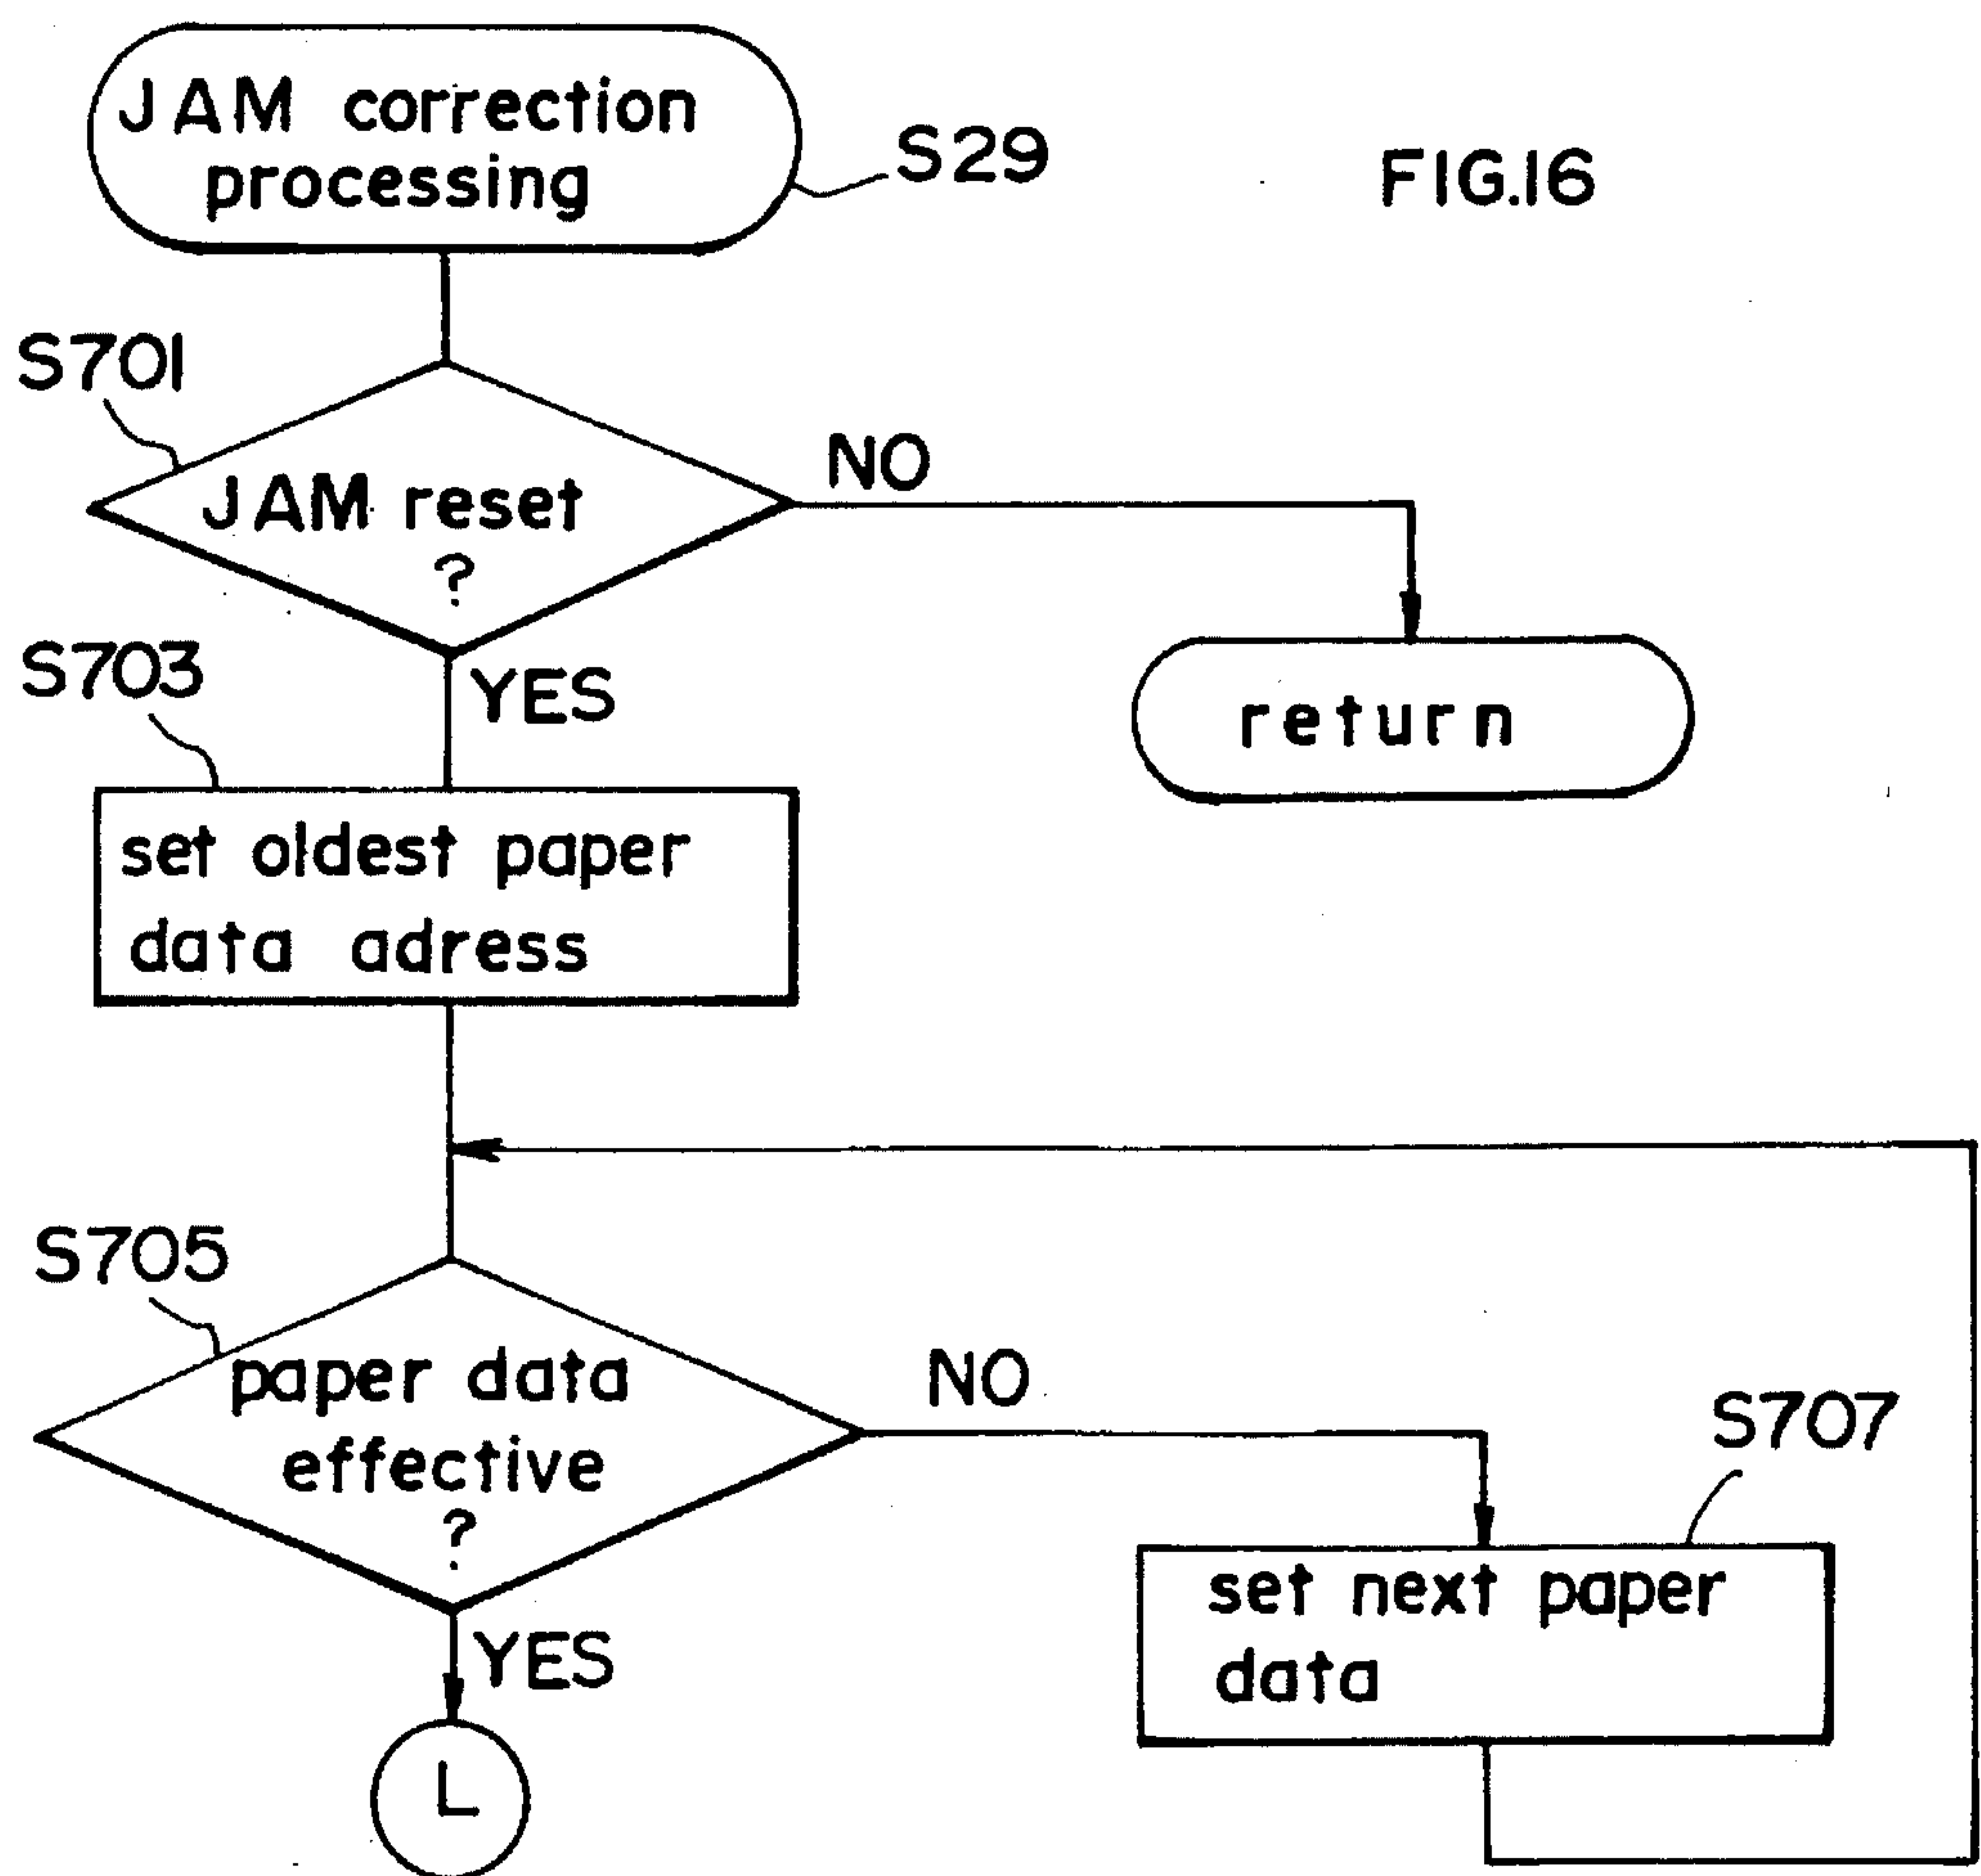 JAM correction
processing
S29
FIG.16
S701
JAM reset
?
NO
YES
return
S703
set oldest paper
data adress
S705
paper data
effective
?
NO
YES
S707
set next paper
data
L